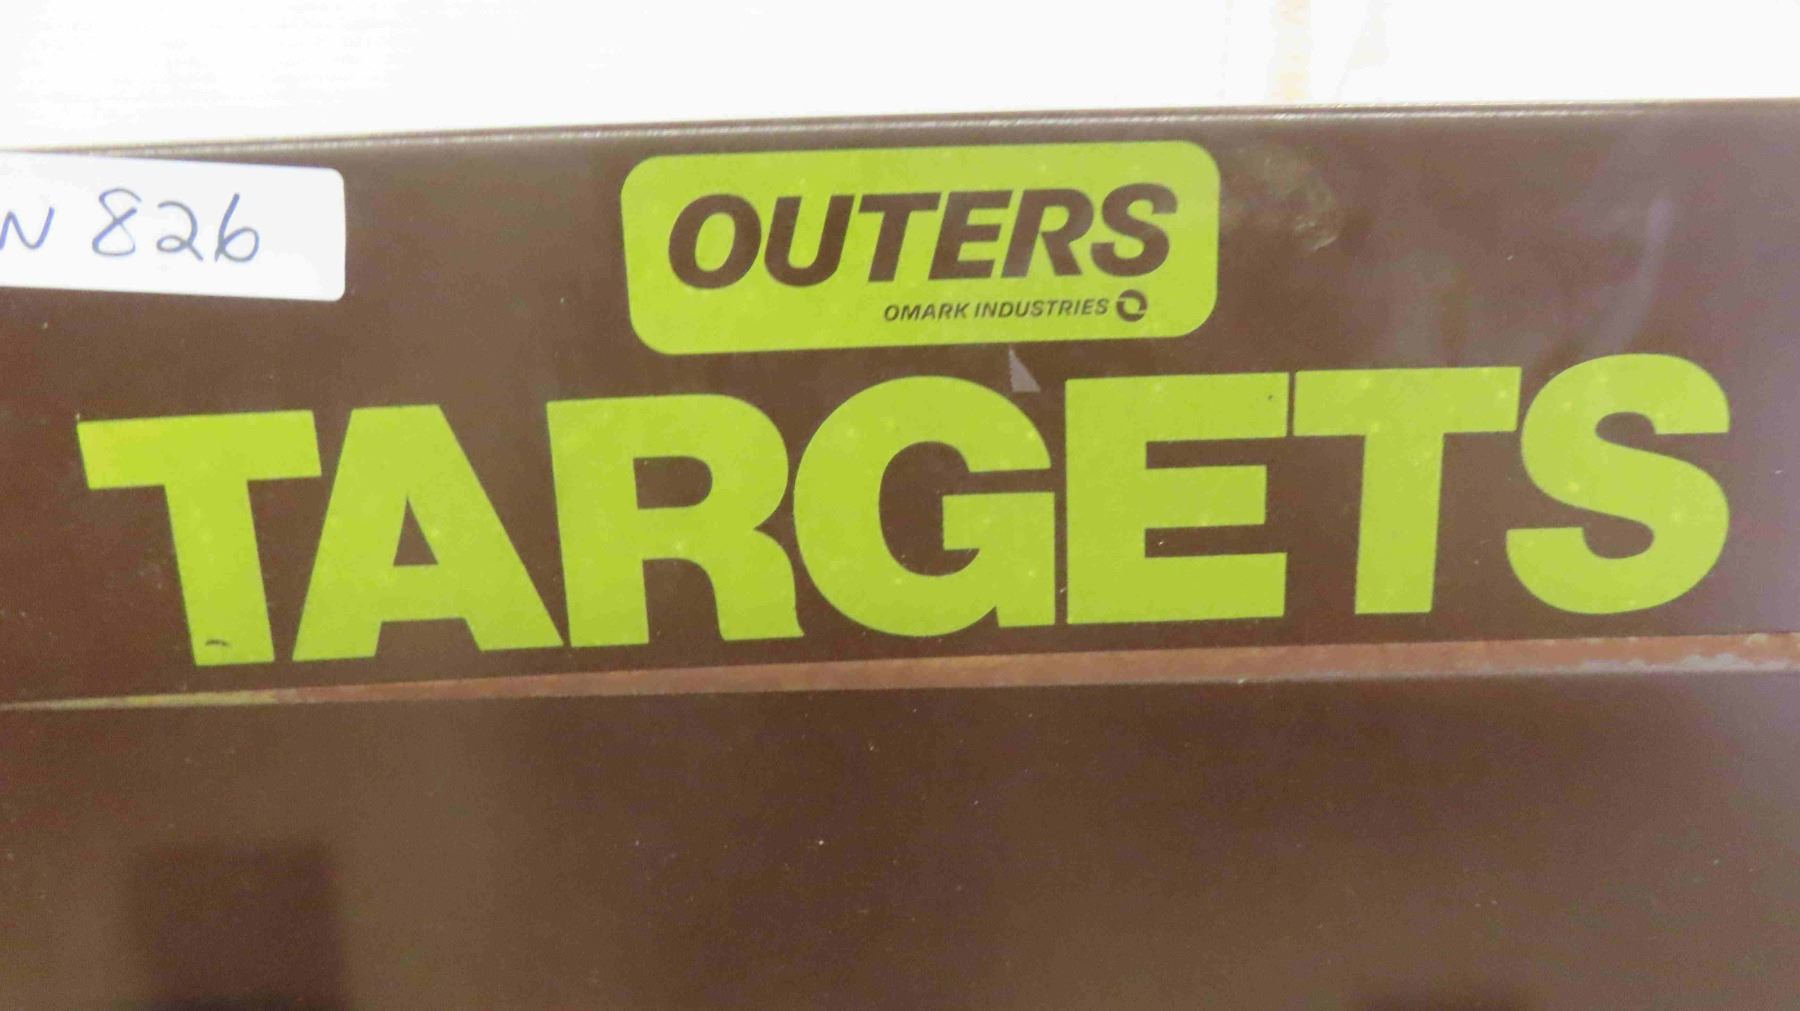 N 826
OUTERS
OMARK INDUSTRIES
TARGETS